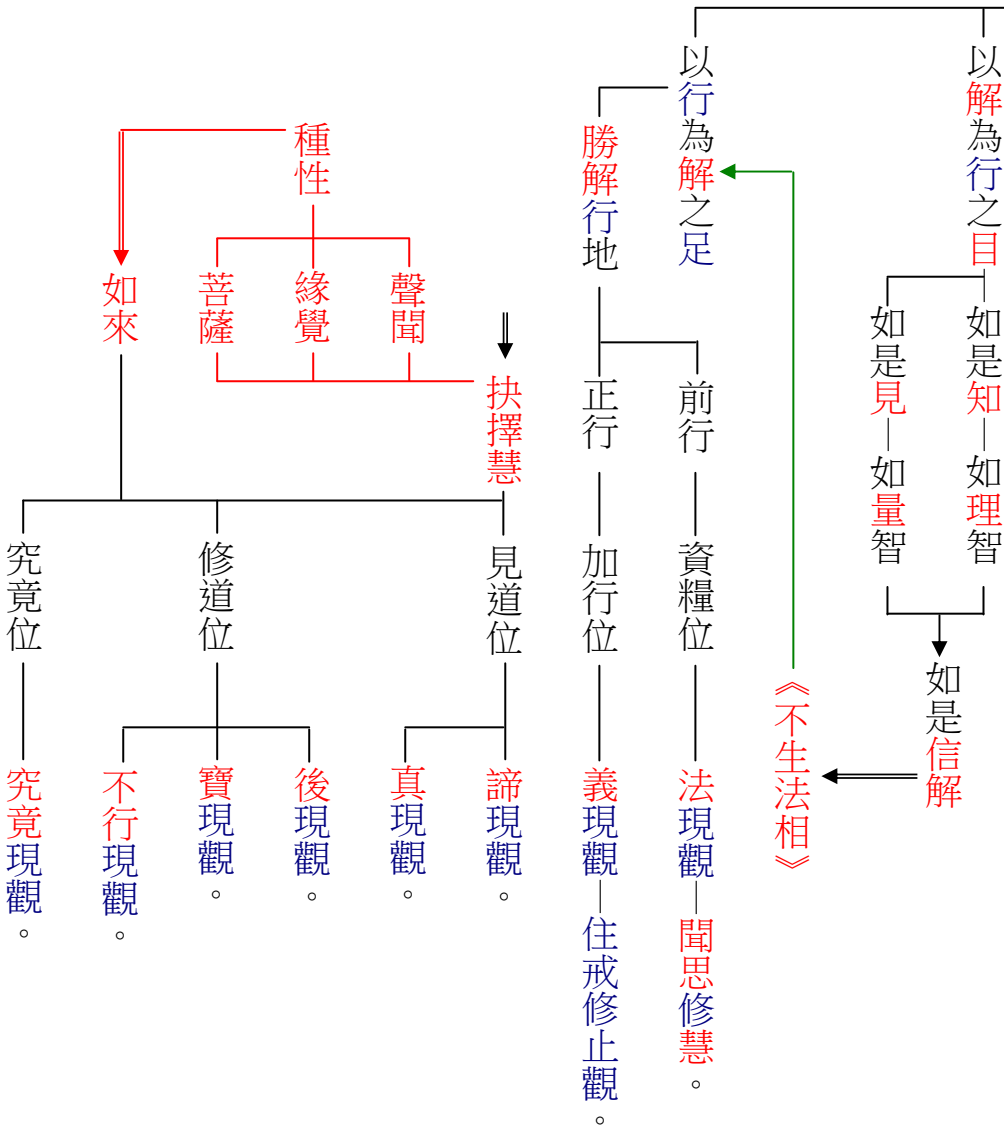 以解為行之目
如是知—如理智
如是見—如量智
如是信解
《不生法相》
以行為解之足
勝解行地
前行
資糧位
法現觀—聞思修慧。
正行
加行位
義現觀—住戒修止觀。
抉擇慧
種性
聲聞
緣覺
菩薩
如來
見道位
諦現觀。
真現觀。
修道位
後現觀。
寶現觀。
不行現觀。
究竟位
究竟現觀。